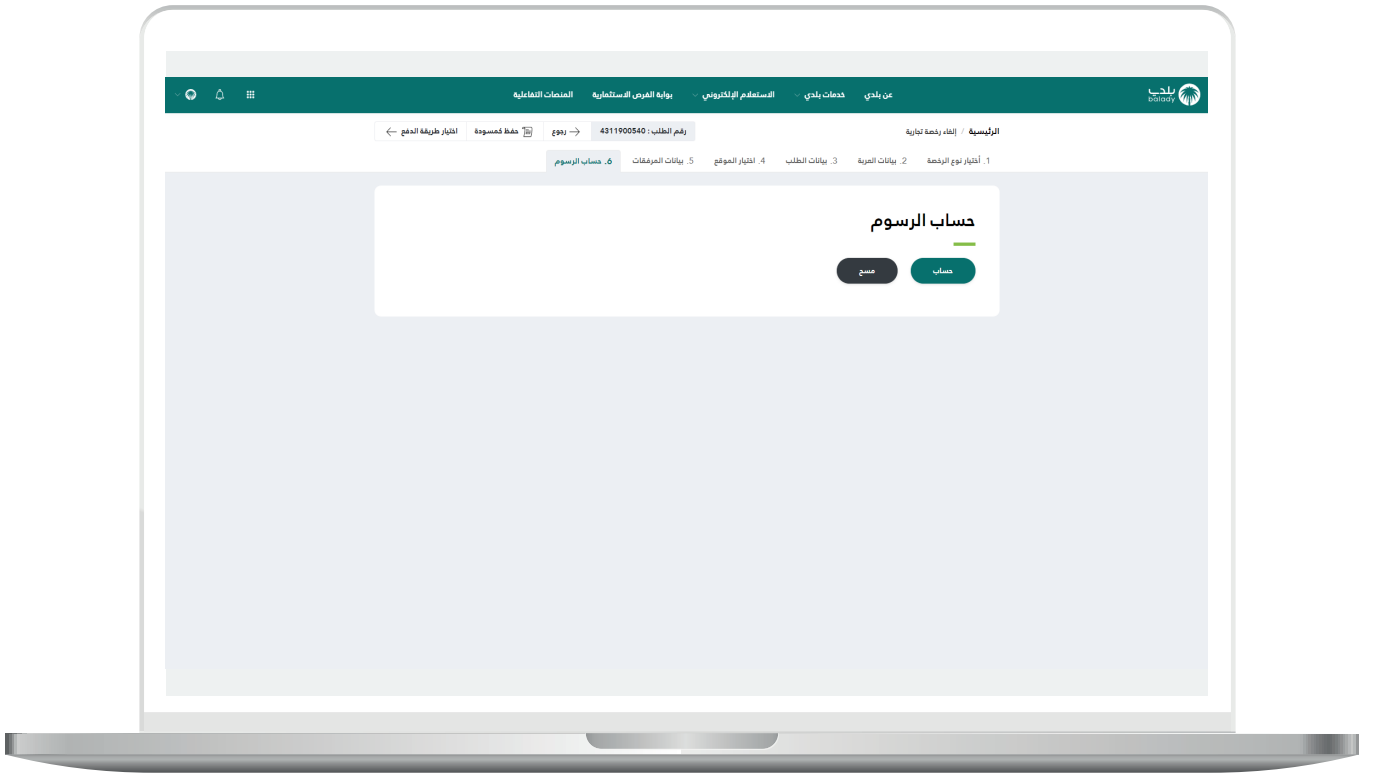 بلدي
balady
عن بلدي
خدمات بلدي
الاستعلام الإلكتروني
بوابة الفرص الاستثمارية
المنصات التفاعلية
الرئيسية / إلغاء رخصة تجارية
رقم الطلب : 4311900540
رجوع
حفظ كمسودة
اختيار طريقة الدفع
1. أختيار نوع الرخصة
2. بيانات العربة
3. بيانات الطلب
4. اختيار الموقع
5. بيانات المرفقات
6. حساب الرسوم
حساب الرسوم
حساب
مسح